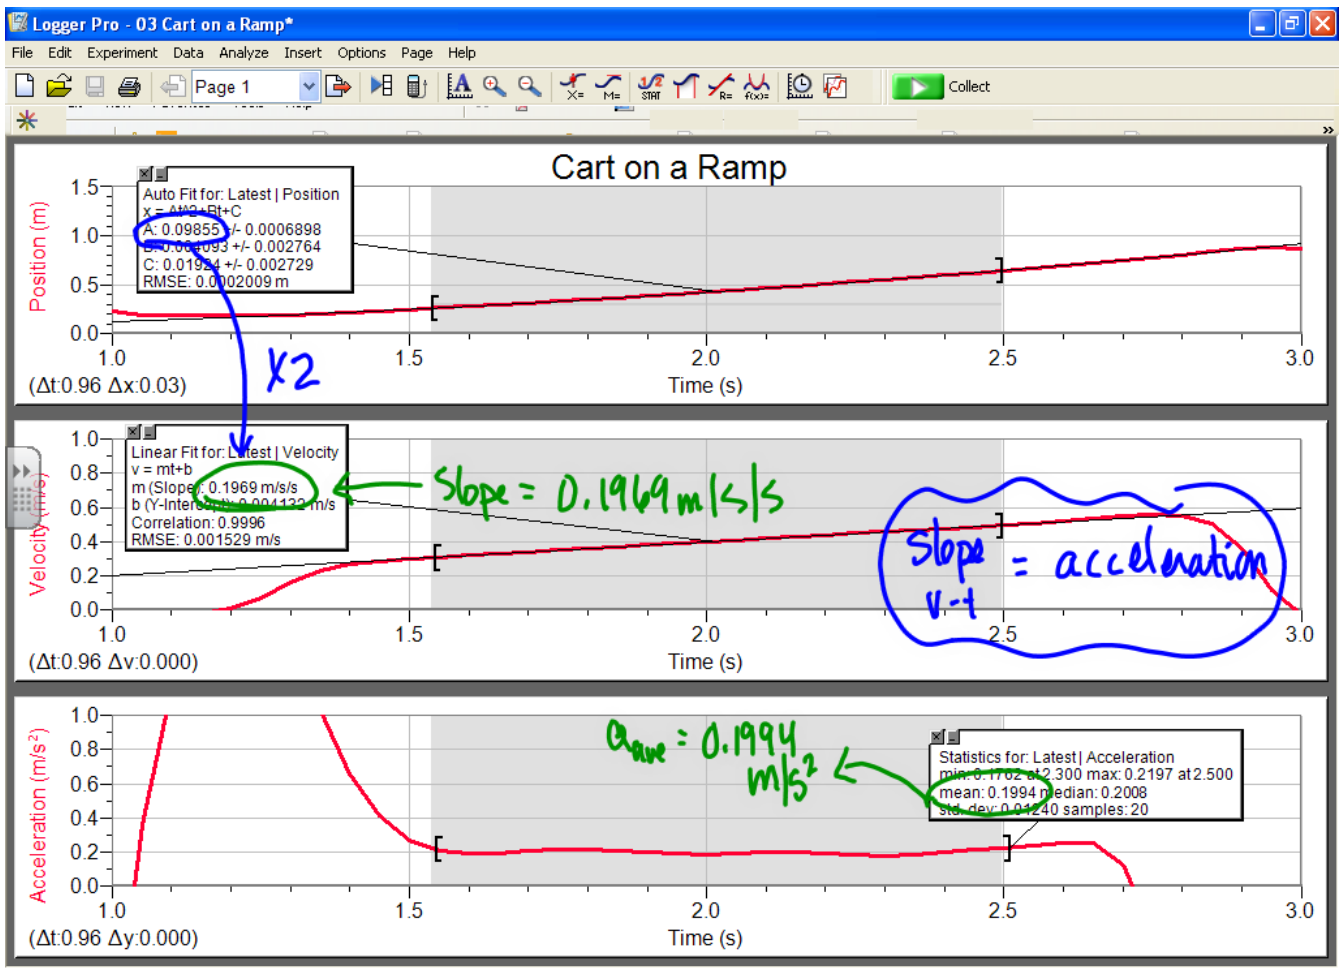 Logger Pro - 03 Cart on a Ramp*
File Edit Experiment Data Analyze Insert Options Page Help
Page 1
X=
M=
STAT
R=
f(x)=
Collect
»
Cart on a Ramp
Position (m)
1.5
1.0
0.5
0.0
Auto Fit for: Latest | Position
x = At^2+Bt+C
A: 0.09855 +/- 0.0006898
B: 0.004093 +/- 0.002764
C: 0.01924 +/- 0.002729
RMSE: 0.0002009 m
X2
1.0 1.5 2.0 2.5 3.0
(Δt:0.96 Δx:0.03)
Time (s)
Velocity (m/s)
1.0
0.8
0.6
0.4
0.2
0.0
Linear Fit for: Latest | Velocity
v = mt+b
m (Slope): 0.1969 m/s/s
b (Y-Intercept): 0.004132 m/s
Correlation: 0.9996
RMSE: 0.001529 m/s
Slope = 0.1969 m/s/s
Slope = acceleration
v-t
1.0 1.5 2.0 2.5 3.0
(Δt:0.96 Δv:0.000)
Time (s)
Acceleration (m/s²)
1.0
0.8
0.6
0.4
0.2
0.0
aave = 0.1994
m/s²
Statistics for: Latest | Acceleration
min: 0.1702 at 2.300 max: 0.2197 at 2.500
mean: 0.1994 median: 0.2008
std. dev: 0.01240 samples: 20
1.0 1.5 2.0 2.5 3.0
(Δt:0.96 Δy:0.000)
Time (s)